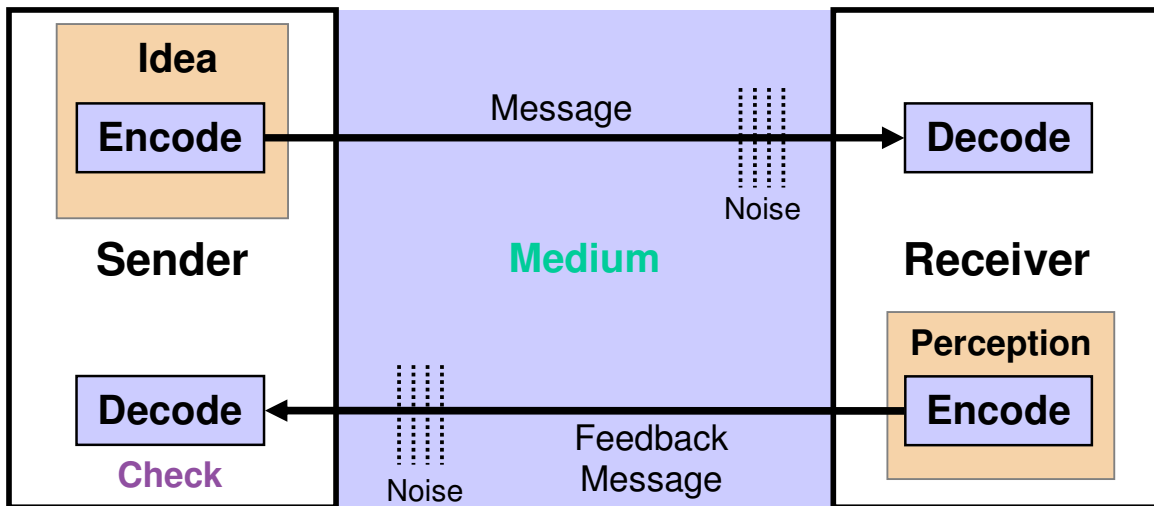 Idea
Encode
Message
Decode
Noise
Sender
Medium
Receiver
Perception
Decode
Encode
Check
Noise
Feedback
Message